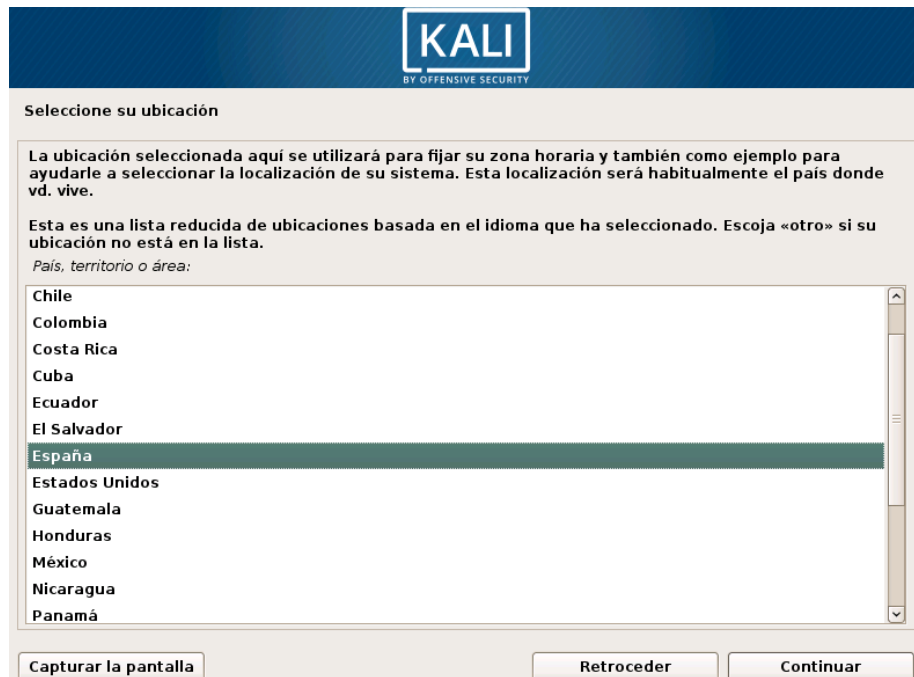 KALI
BY OFFENSIVE SECURITY
Seleccione su ubicación
La ubicación seleccionada aquí se utilizará para fijar su zona horaria y también como ejemplo para
ayudarle a seleccionar la localización de su sistema. Esta localización será habitualmente el país donde
vd. vive.
Esta es una lista reducida de ubicaciones basada en el idioma que ha seleccionado. Escoja «otro» si su
ubicación no está en la lista.
País, territorio o área:
Chile
Colombia
Costa Rica
Cuba
Ecuador
El Salvador
España
Estados Unidos
Guatemala
Honduras
México
Nicaragua
Panamá
Capturar la pantalla
Retroceder
Continuar